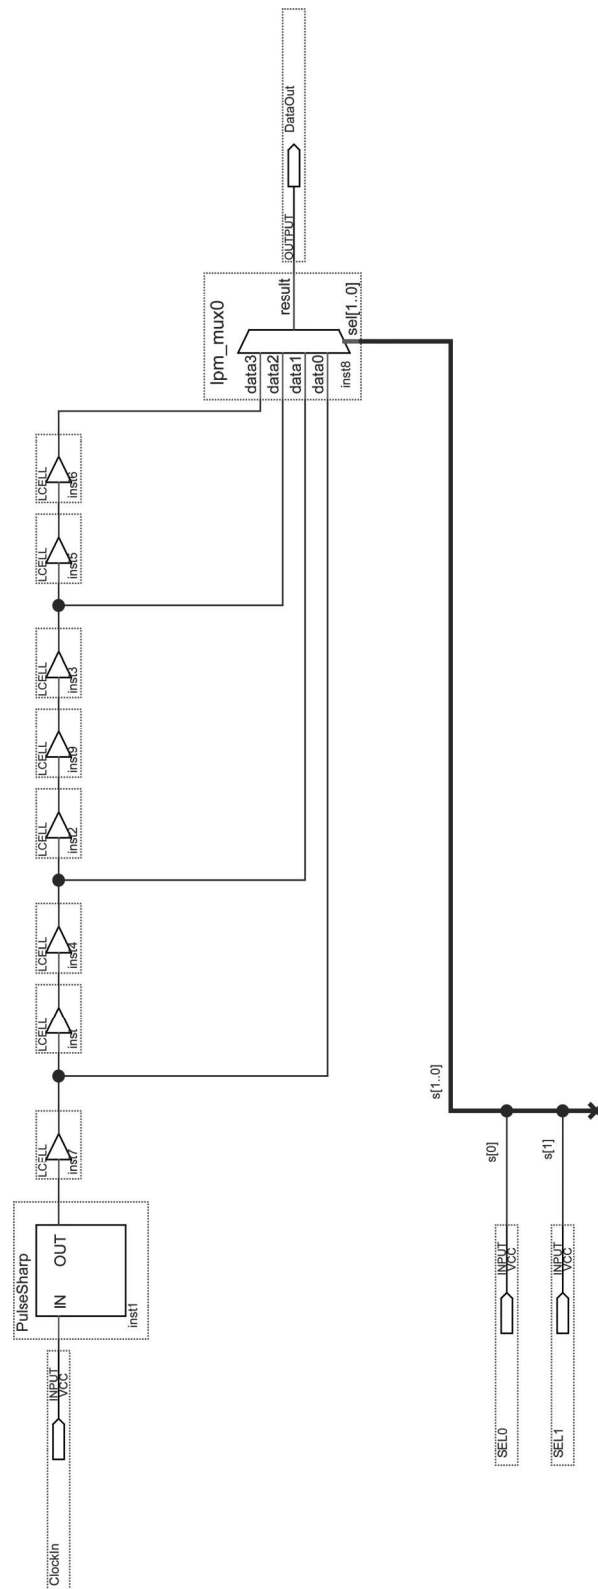 ClockIn
INPUT
VCC
PulseSharp
IN
OUT
inst1
LCELL
inst7
LCELL
inst
LCELL
inst4
LCELL
inst2
LCELL
inst9
LCELL
inst3
LCELL
inst5
LCELL
inst6
lpm_mux0
data3
data2
data1
data0
result
sel[1..0]
inst8
OUTPUT
DataOut
s[1..0]
SEL0
INPUT
VCC
s[0]
SEL1
INPUT
VCC
s[1]